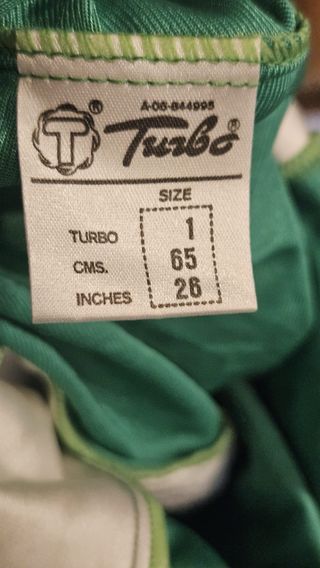 A-06-844995
T® Turbo®
SIZE
TURBO 1
CMS. 65
INCHES 26